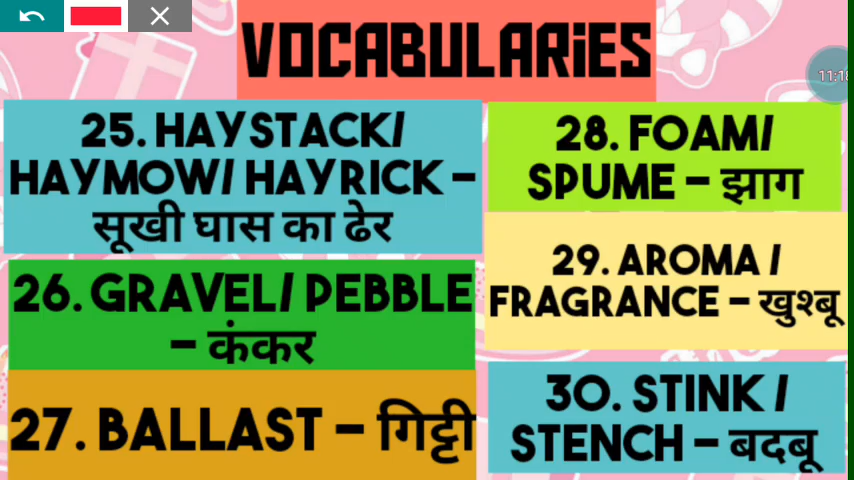 VOCABULARIES
25. HAYSTACK/
HAYMOW/ HAYRICK –
सूखी घास का ढेर
26. GRAVEL/ PEBBLE
– कंकर
27. BALLAST – गिट्टी
28. FOAM/
SPUME – झाग
29. AROMA /
FRAGRANCE – खुश्बू
30. STINK /
STENCH – बदबू